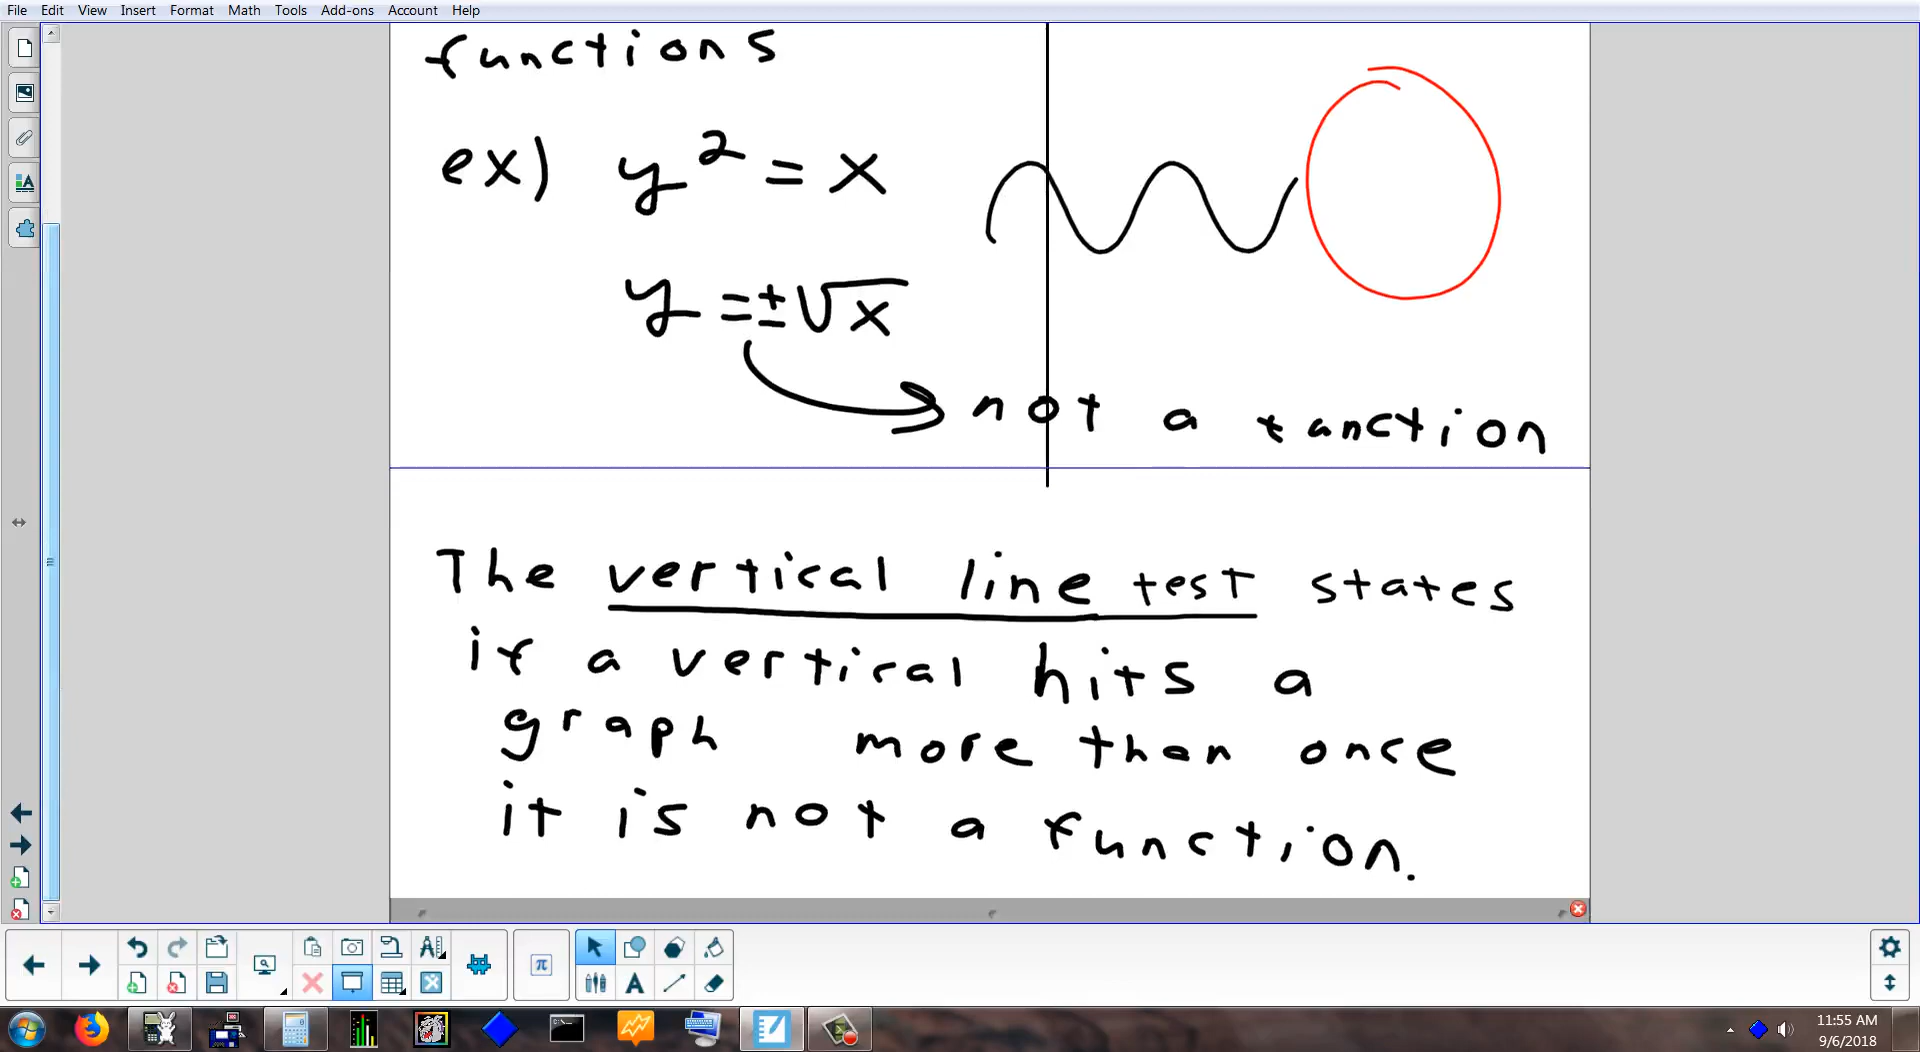 File Edit View Insert Format Math Tools Add-ons Account Help
functions
ex) y² = x
y = ±√x
not a function
The vertical line test states
if a vertical hits a
graph more than once
it is not a function.
11:55 AM
9/6/2018